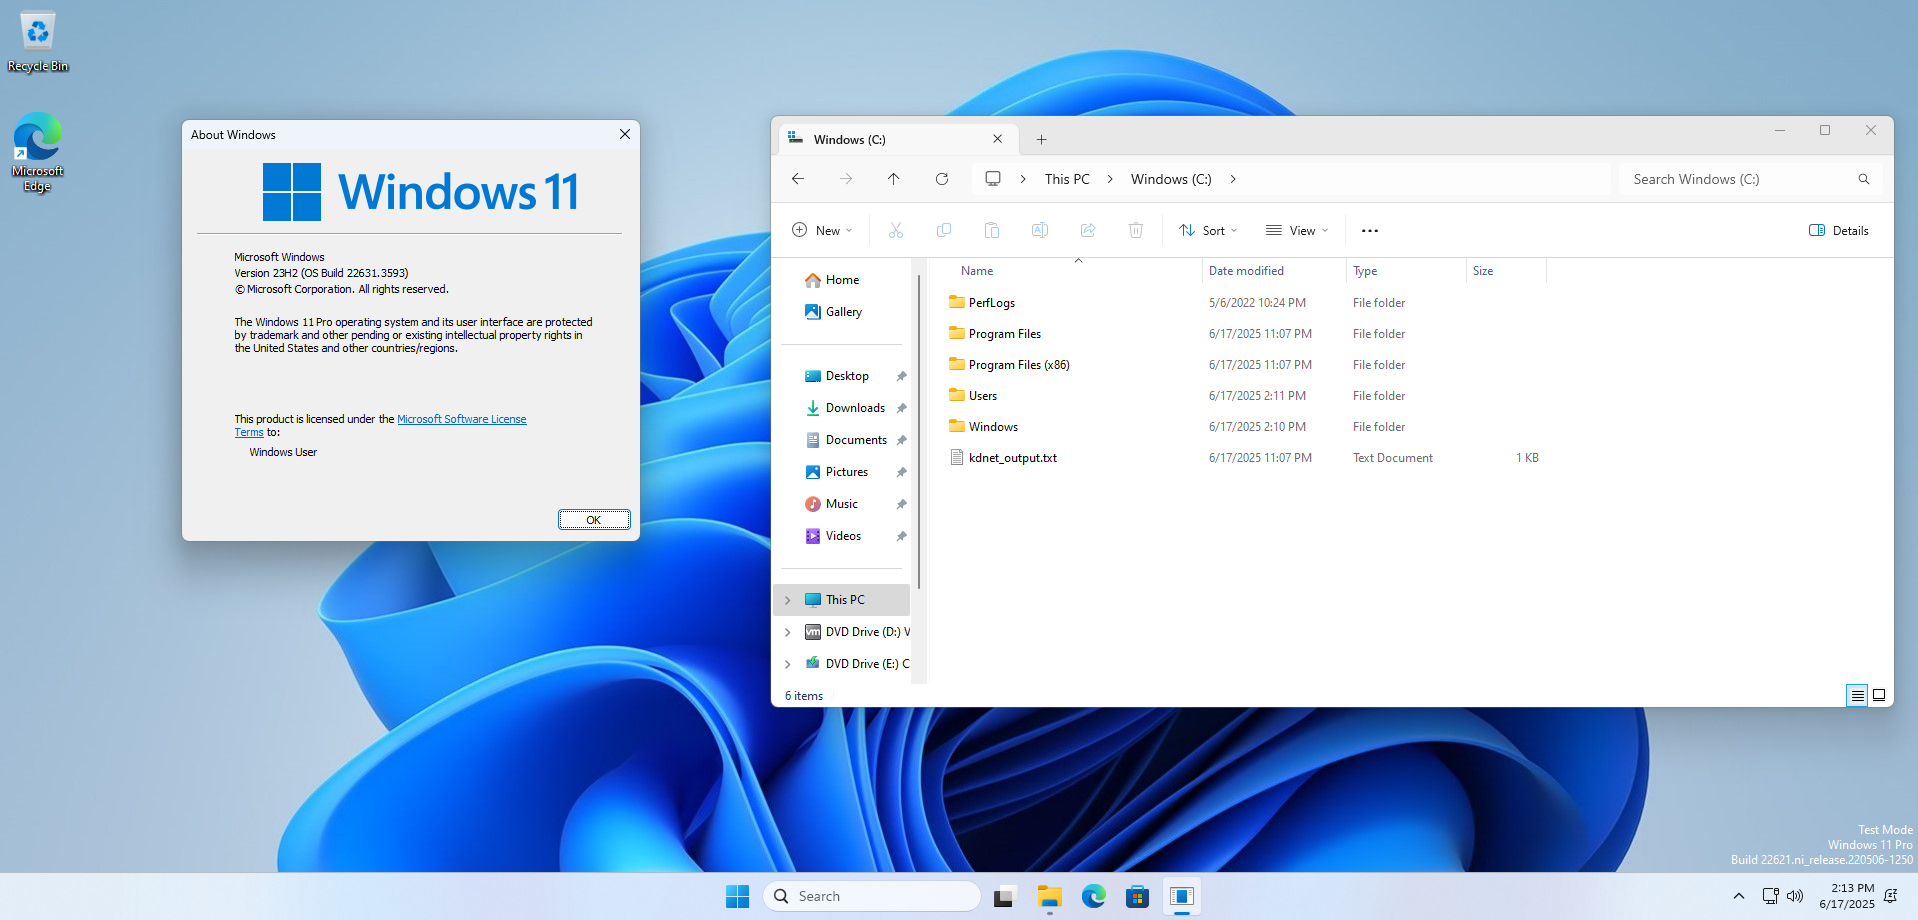 Recycle Bin
Microsoft
Edge
About Windows
Windows 11
Microsoft Windows
Version 23H2 (OS Build 22631.3593)
© Microsoft Corporation. All rights reserved.
The Windows 11 Pro operating system and its user interface are protected
by trademark and other pending or existing intellectual property rights in
the United States and other countries/regions.
This product is licensed under the Microsoft Software License
Terms to:
Windows User
OK
Windows (C:)
This PC Windows (C:)
Search Windows (C:)
New
Sort
View
Details
Home
Gallery
Desktop
Downloads
Documents
Pictures
Music
Videos
This PC
vm DVD Drive (D:) V
DVD Drive (E:) C
Name Date modified Type Size
PerfLogs 5/6/2022 10:24 PM File folder
Program Files 6/17/2025 11:07 PM File folder
Program Files (x86) 6/17/2025 11:07 PM File folder
Users 6/17/2025 2:11 PM File folder
Windows 6/17/2025 2:10 PM File folder
kdnet_output.txt 6/17/2025 11:07 PM Text Document 1 KB
6 items
Test Mode
Windows 11 Pro
Build 22621.ni_release.220506-1250
Search
2:13 PM
6/17/2025